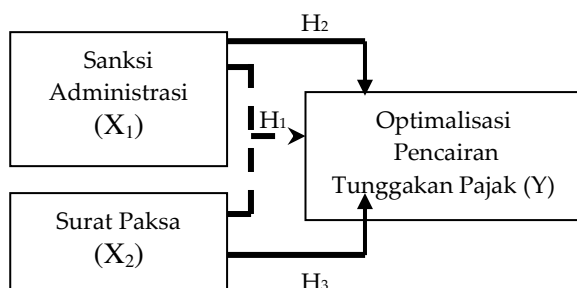 H₂
Sanksi
Administrasi
(X₁)
H₁
Optimalisasi
Pencairan
Tunggakan Pajak (Y)
Surat Paksa
(X₂)
H₃